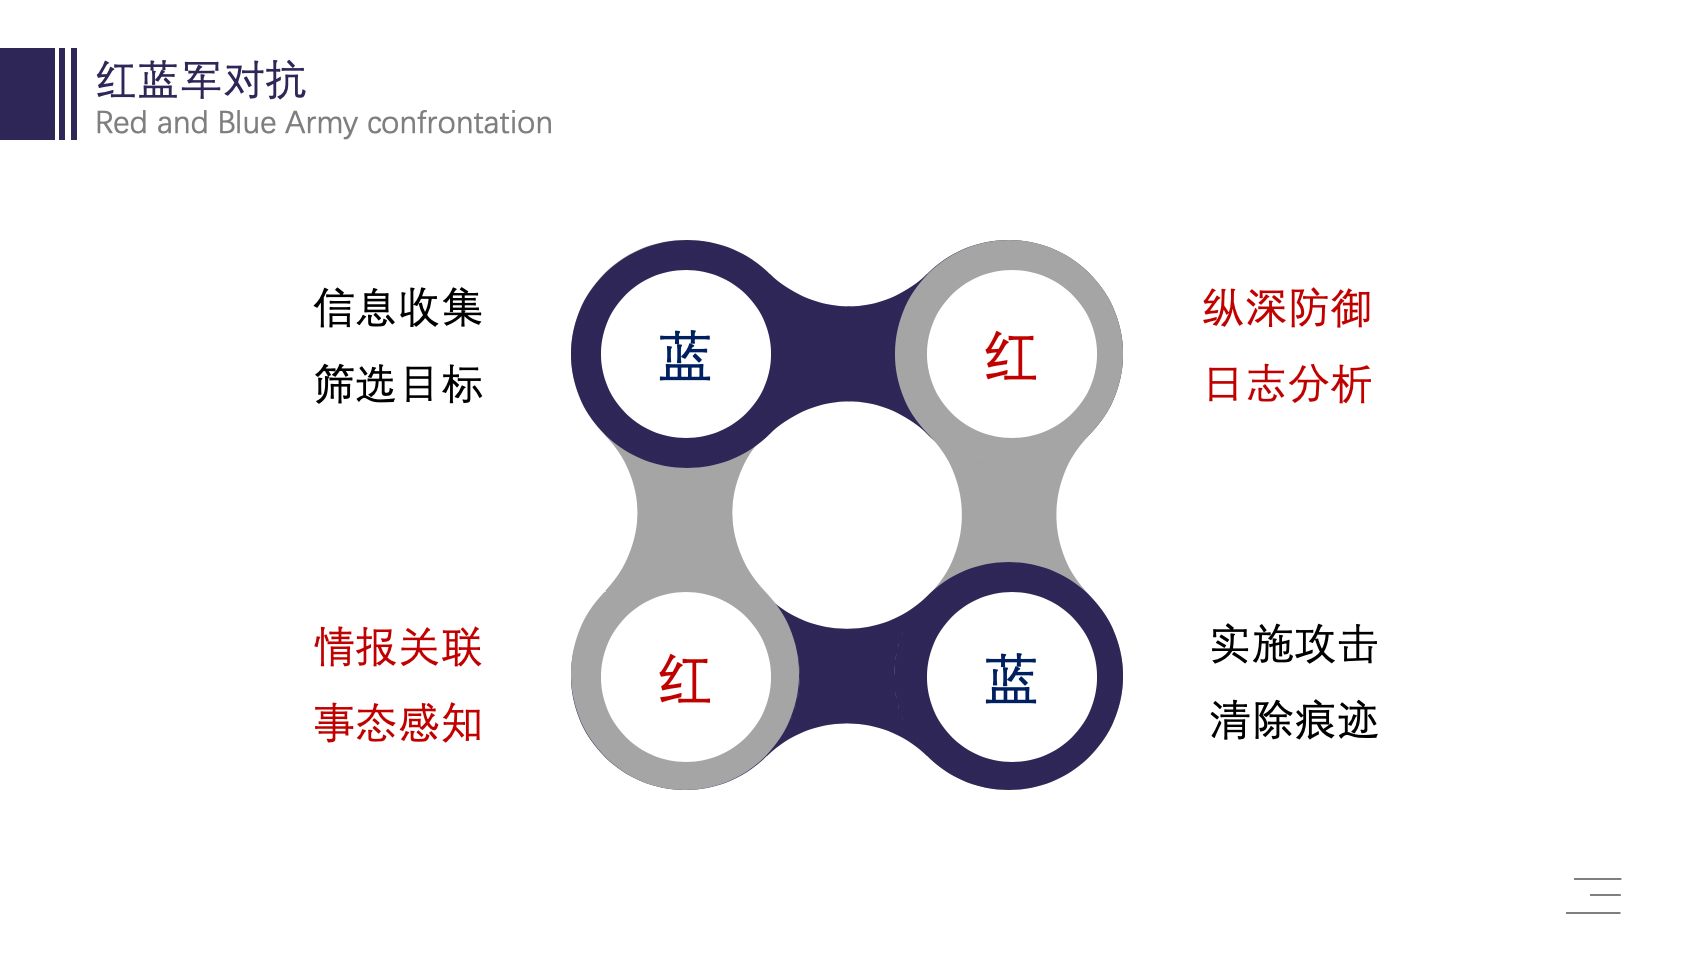 红蓝军对抗
Red and Blue Army confrontation
信息收集
筛选目标
蓝
红
纵深防御
日志分析
情报关联
事态感知
红
蓝
实施攻击
清除痕迹